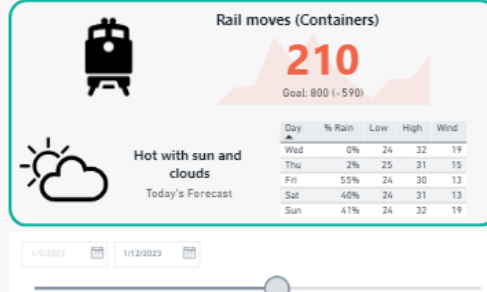 Rail moves (Containers)
210
Goal: 800 (-590)
Hot with sun and
clouds
Today's Forecast
Day % Rain Low High Wind
Wed 0% 24 32 19
Thu 2% 25 31 15
Fri 55% 24 30 13
Sat 40% 24 31 13
Sun 41% 24 32 19
1/5/2023 1/12/2023